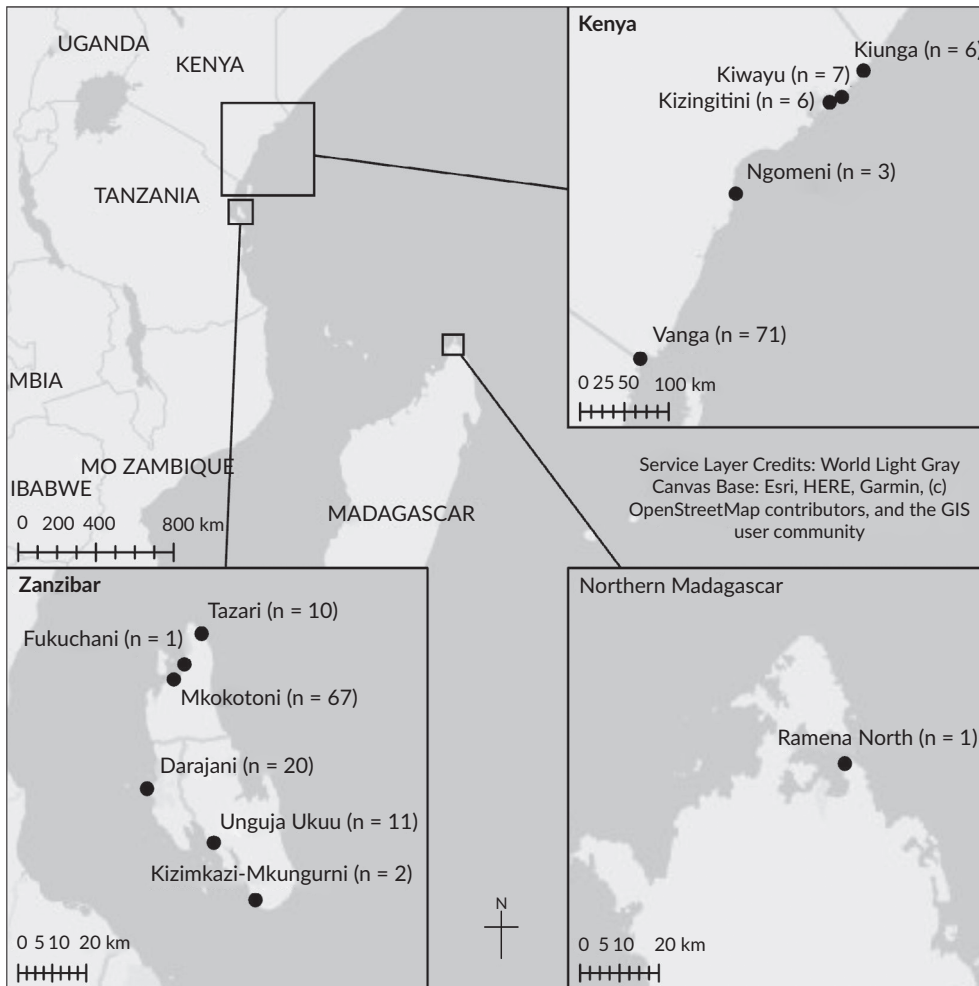 UGANDA
KENYA
TANZANIA
MBIA
MO ZAMBIQUE
IBABWE
MADAGASCAR
0 200 400 800 km
Kenya
Kiunga (n = 6)
Kiwayu (n = 7)
Kizingitini (n = 6)
Ngomeni (n = 3)
Vanga (n = 71)
0 25 50 100 km
Service Layer Credits: World Light Gray
Canvas Base: Esri, HERE, Garmin, (c)
OpenStreetMap contributors, and the GIS
user community
Zanzibar
Tazari (n = 10)
Fukuchani (n = 1)
Mkokotoni (n = 67)
Darajani (n = 20)
Unguja Ukuu (n = 11)
Kizimkazi-Mkungurni (n = 2)
0 5 10 20 km
N
Northern Madagascar
Ramena North (n = 1)
0 5 10 20 km